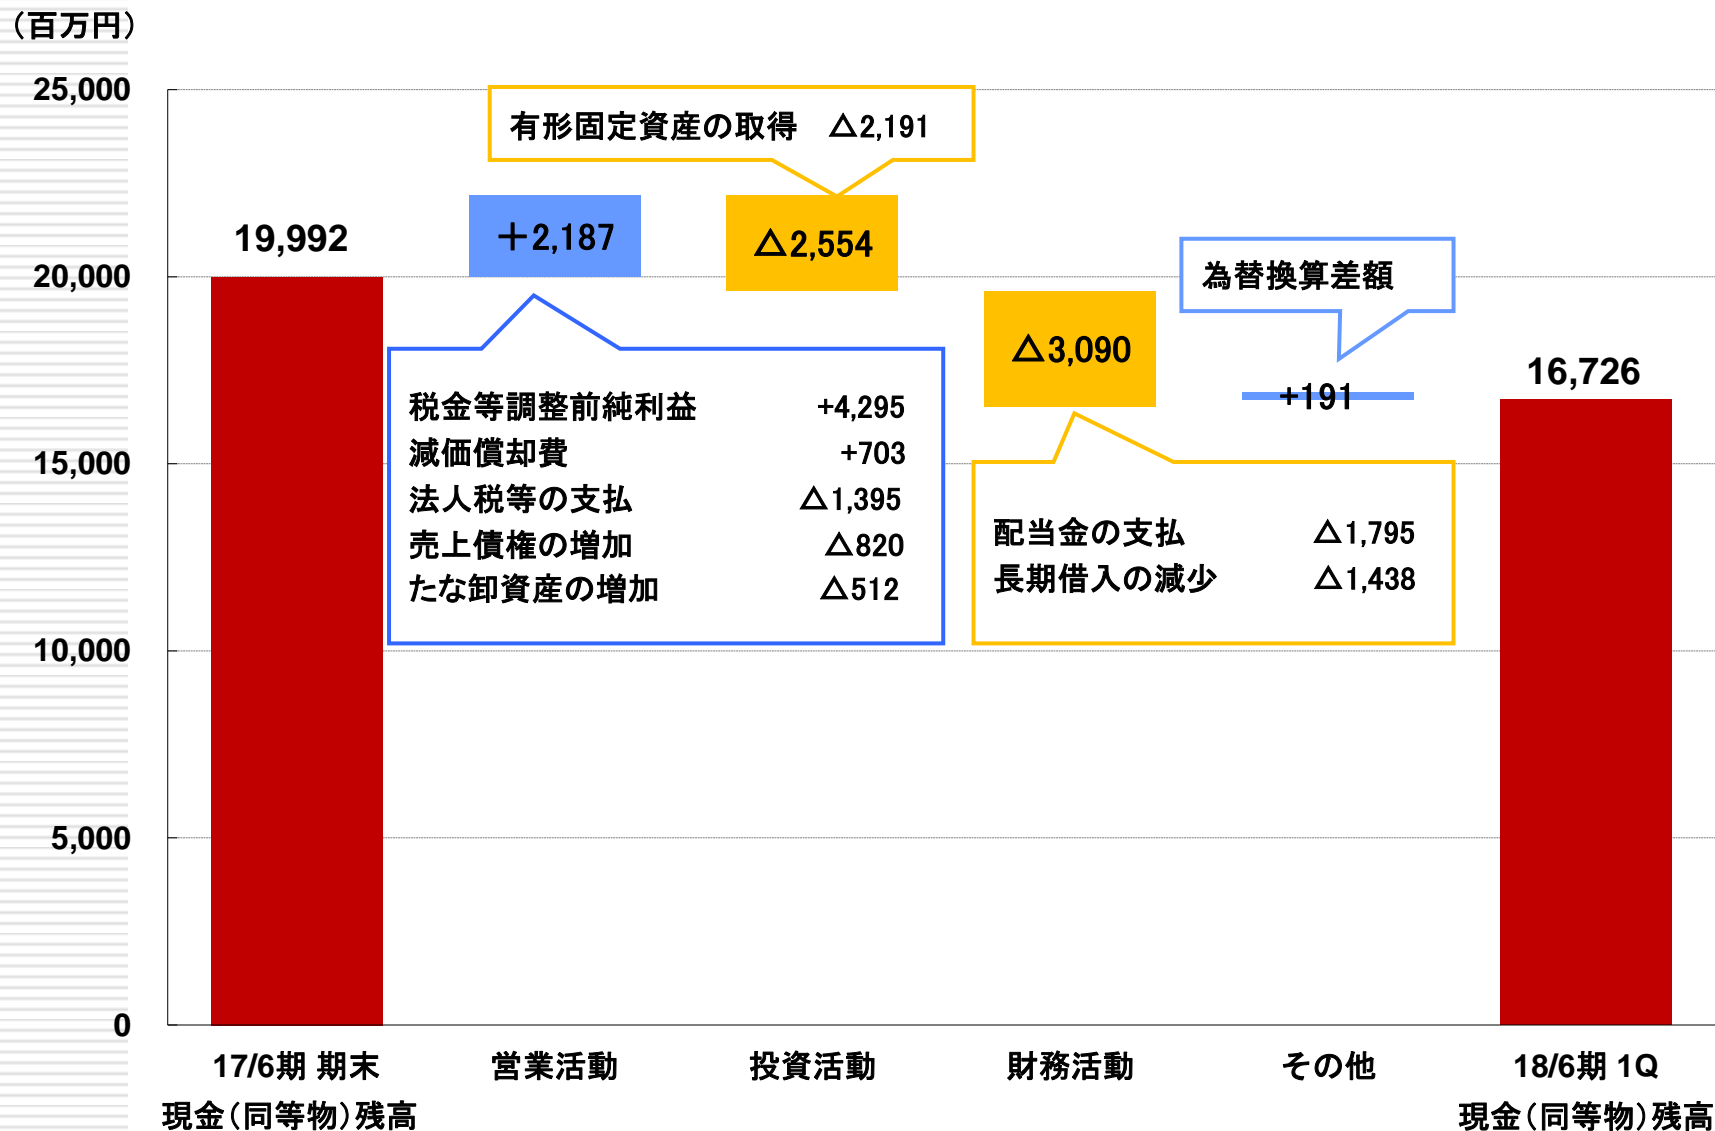 （百万円）
25,000
20,000
15,000
10,000
5,000
0
19,992
＋2,187
有形固定資産の取得　△2,191
△2,554
△3,090
為替換算差額
+191
16,726
税金等調整前純利益 +4,295
減価償却費 +703
法人税等の支払 △1,395
売上債権の増加 △820
たな卸資産の増加 △512
配当金の支払 △1,795
長期借入の減少 △1,438
17/6期 期末
現金（同等物）残高
営業活動
投資活動
財務活動
その他
18/6期 1Q
現金（同等物）残高